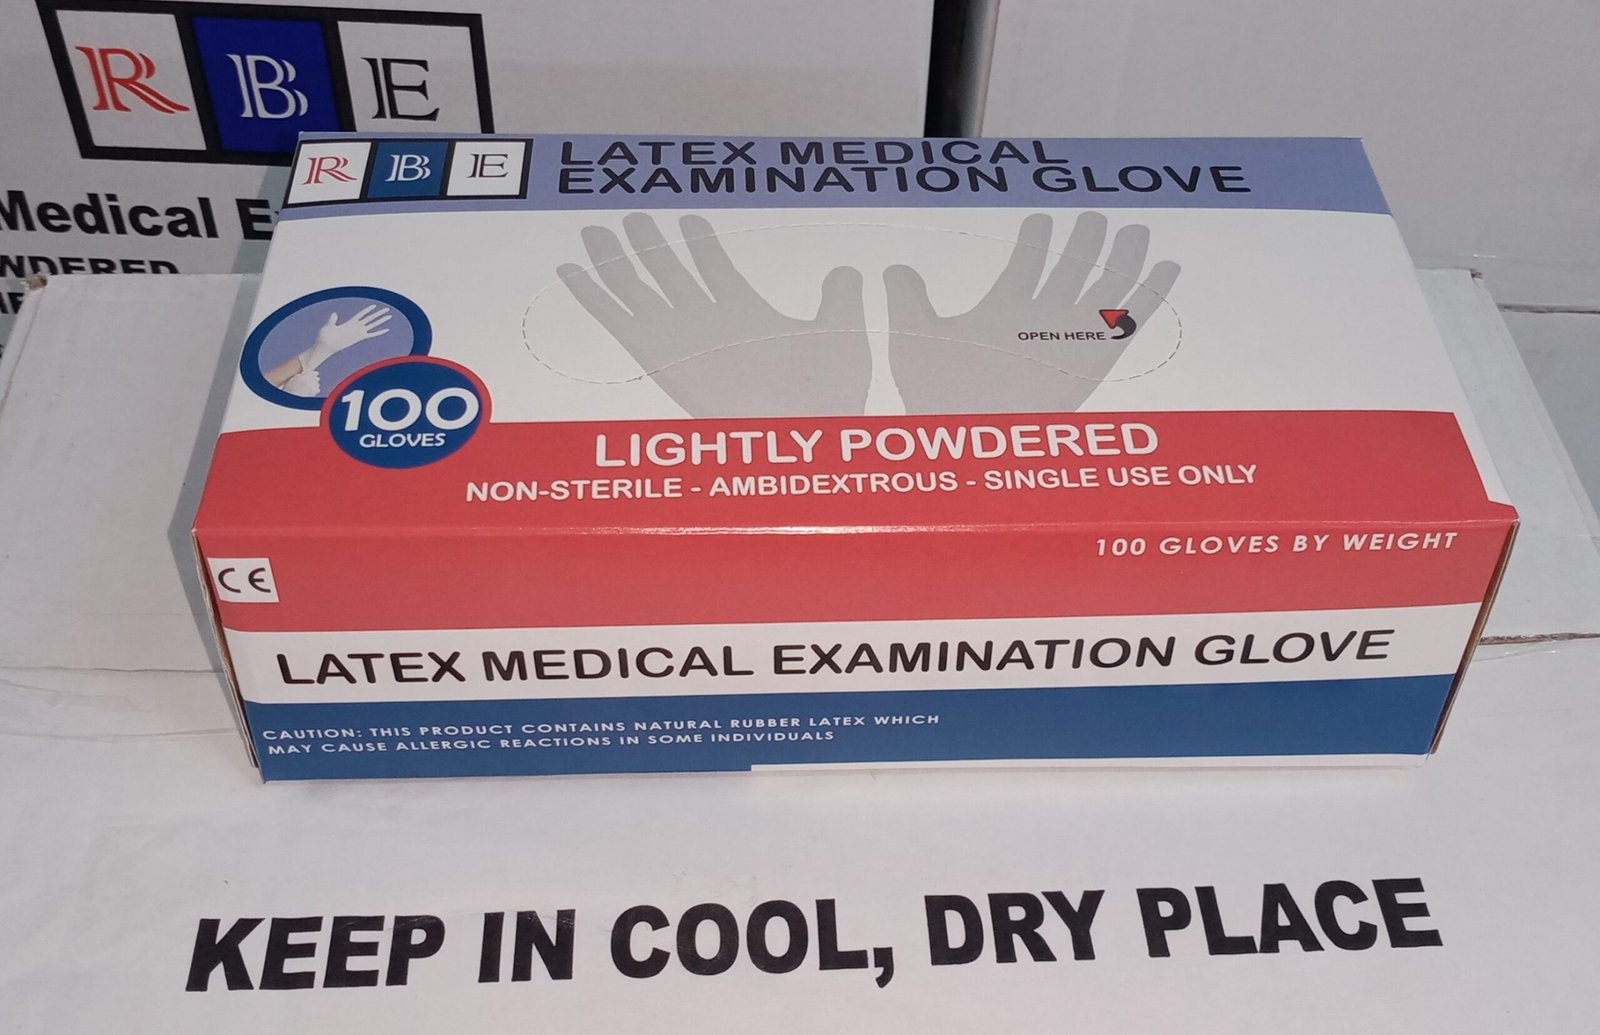 R B E
Medical
R B E
LATEX MEDICAL
EXAMINATION GLOVE
OPEN HERE
100
GLOVES
LIGHTLY POWDERED
NON-STERILE - AMBIDEXTROUS - SINGLE USE ONLY
100 GLOVES BY WEIGHT
CE
LATEX MEDICAL EXAMINATION GLOVE
CAUTION: THIS PRODUCT CONTAINS NATURAL RUBBER LATEX WHICH
MAY CAUSE ALLERGIC REACTIONS IN SOME INDIVIDUALS
KEEP IN COOL, DRY PLACE